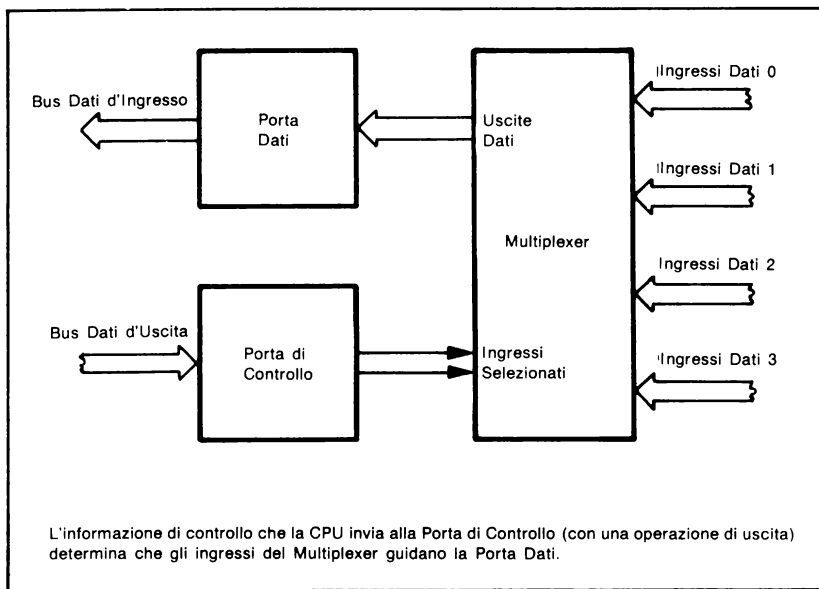 Bus Dati d'Ingresso
Porta
Dati
Uscite
Dati
Ingressi Dati 0
Ingressi Dati 1
Multiplexer
Ingressi Dati 2
Bus Dati d'Uscita
Porta di
Controllo
Ingressi
Selezionati
Ingressi Dati 3
L'informazione di controllo che la CPU invia alla Porta di Controllo (con una operazione di uscita)
determina che gli ingressi del Multiplexer guidano la Porta Dati.